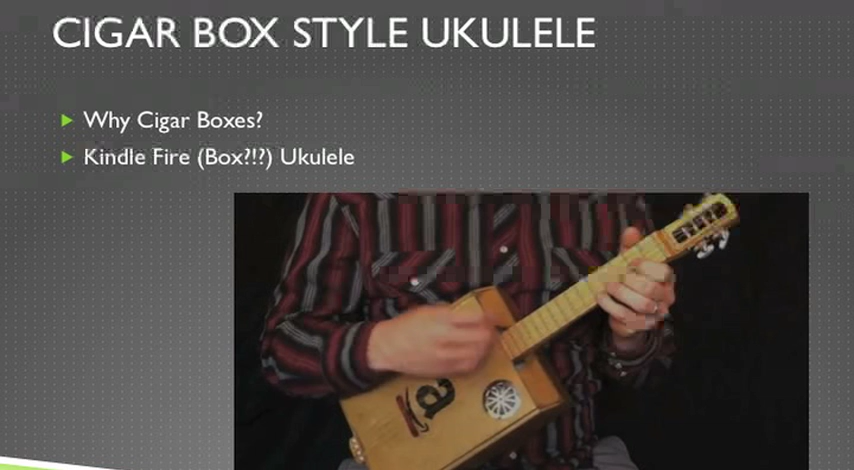 CIGAR BOX STYLE UKULELE
Why Cigar Boxes?
Kindle Fire (Box?!?) Ukulele
a